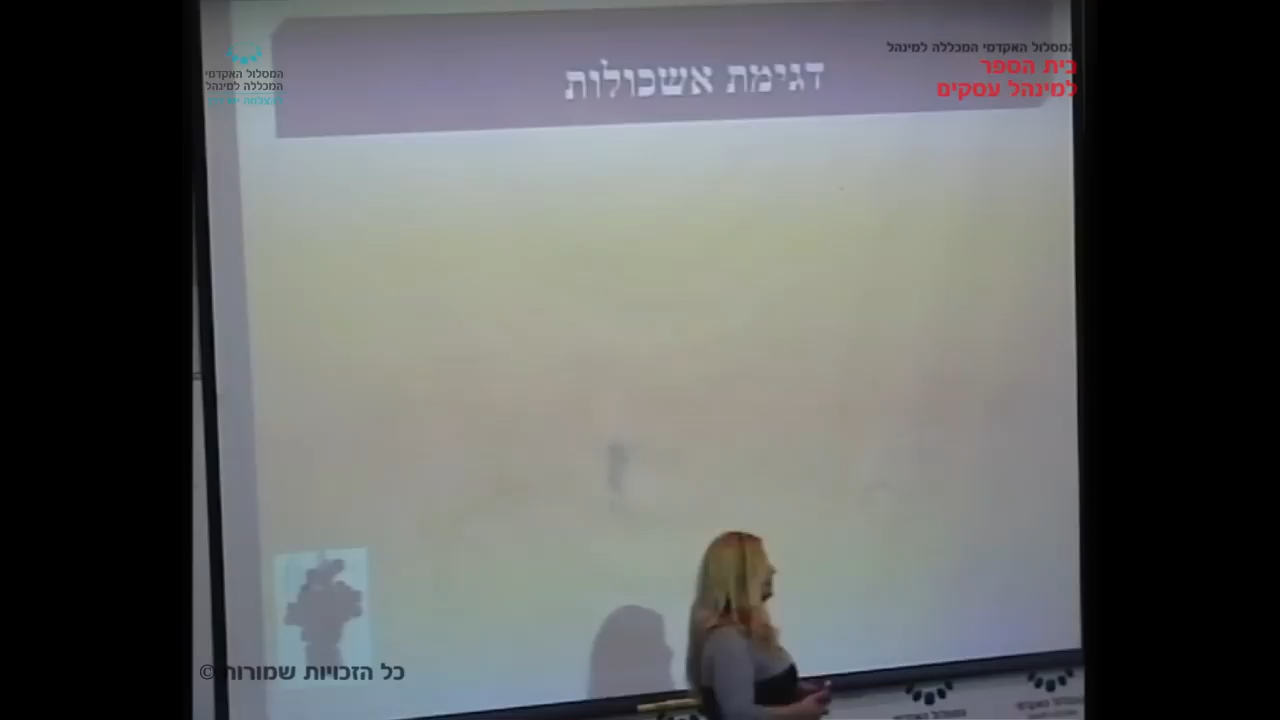 דגימת אשכולות
המסלול האקדמי המכללה למינהל
בית הספר
למינהל עסקים
המסלול האקדמי
המכללה למינהל
כל הזכויות שמורות ©